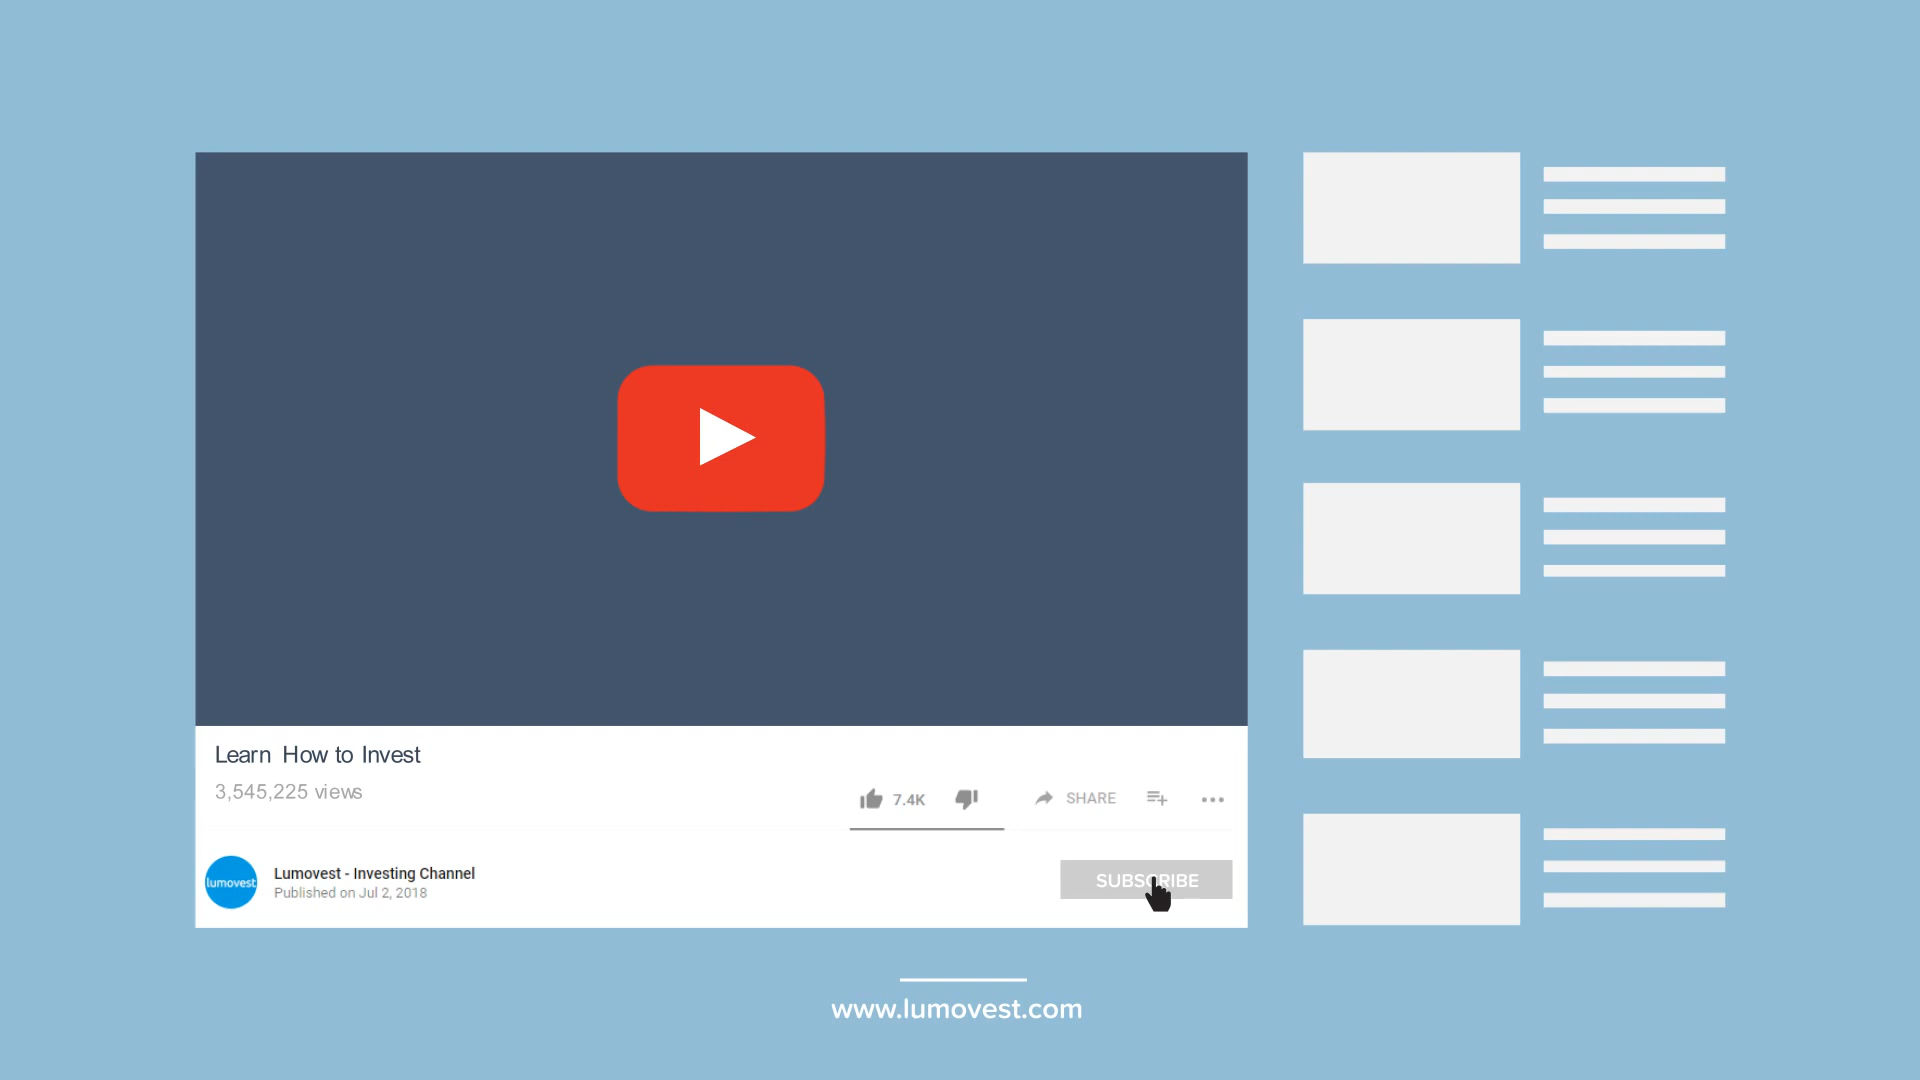 Learn How to Invest
3,545,225 views
7.4K
SHARE
lumovest
Lumovest - Investing Channel
Published on Jul 2, 2018
SUBSCRIBE
www.lumovest.com